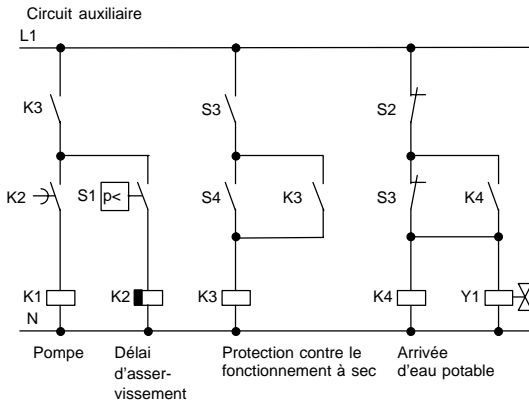 Circuit auxiliaire
L1
K3
S3
S2
K2
S1
p<
S4
K3
S3
K4
K1
K2
K3
K4
Y1
N
Pompe
Délai
d'asser-
vissement
Protection contre le
fonctionnement à sec
Arrivée
d'eau potable